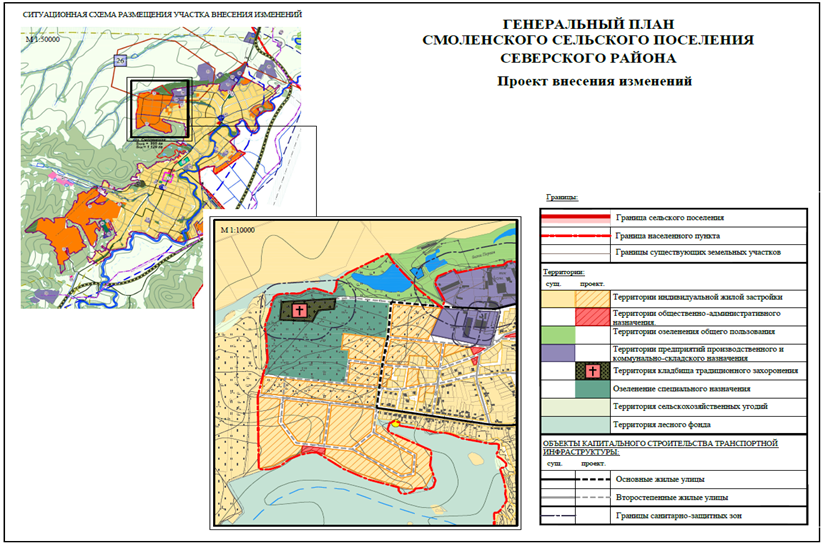 СИТУАЦИОННАЯ СХЕМА РАЗМЕЩЕНИЯ УЧАСТКА ВНЕСЕНИЯ ИЗМЕНЕНИЙ
М 1:50000
26
ГЕНЕРАЛЬНЫЙ ПЛАН
СМОЛЕНСКОГО СЕЛЬСКОГО ПОСЕЛЕНИЯ
СЕВЕРСКОГО РАЙОНА
Проект внесения изменений
М 1:10000
Границы:
Граница сельского поселения
Граница населенного пункта
Границы существующих земельных участков
Территории:
сущ. проект.
Территории индивидуальной жилой застройки
Территории общественно-административного
назначения
Территории озеленения общего пользования
Территории предприятий производственного и
коммунально-складского назначения
Территория кладбища традиционного захоронения
Озеленение специального назначения
Территория сельскохозяйственных угодий
Территория лесного фонда
ОБЪЕКТЫ КАПИТАЛЬНОГО СТРОИТЕЛЬСТВА ТРАНСПОРТНОЙ
ИНФРАСТРУКТУРЫ:
сущ. проект.
Основные жилые улицы
Второстепенные жилые улицы
Границы санитарно-защитных зон